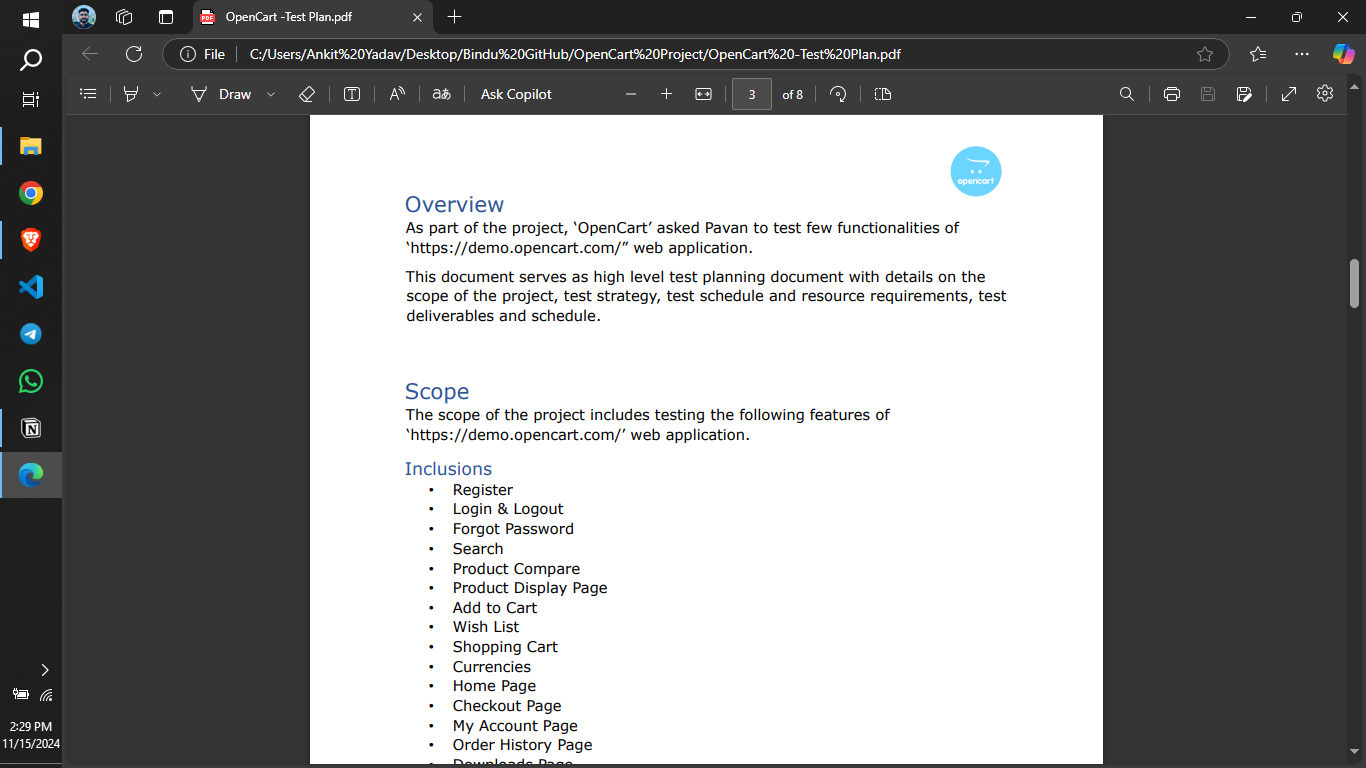 OpenCart -Test Plan.pdf
File
C:/Users/Ankit%20Yadav/Desktop/Bindu%20GitHub/OpenCart%20Project/OpenCart%20-Test%20Plan.pdf
Draw
aあ
Ask Copilot
3
of 8
opencart
Overview
As part of the project, ‘OpenCart’ asked Pavan to test few functionalities of
‘https://demo.opencart.com/” web application.
This document serves as high level test planning document with details on the
scope of the project, test strategy, test schedule and resource requirements, test
deliverables and schedule.
Scope
The scope of the project includes testing the following features of
‘https://demo.opencart.com/’ web application.
Inclusions
• Register
• Login & Logout
• Forgot Password
• Search
• Product Compare
• Product Display Page
• Add to Cart
• Wish List
• Shopping Cart
• Currencies
• Home Page
• Checkout Page
• My Account Page
• Order History Page
• Downloads Page
2:29 PM
11/15/2024